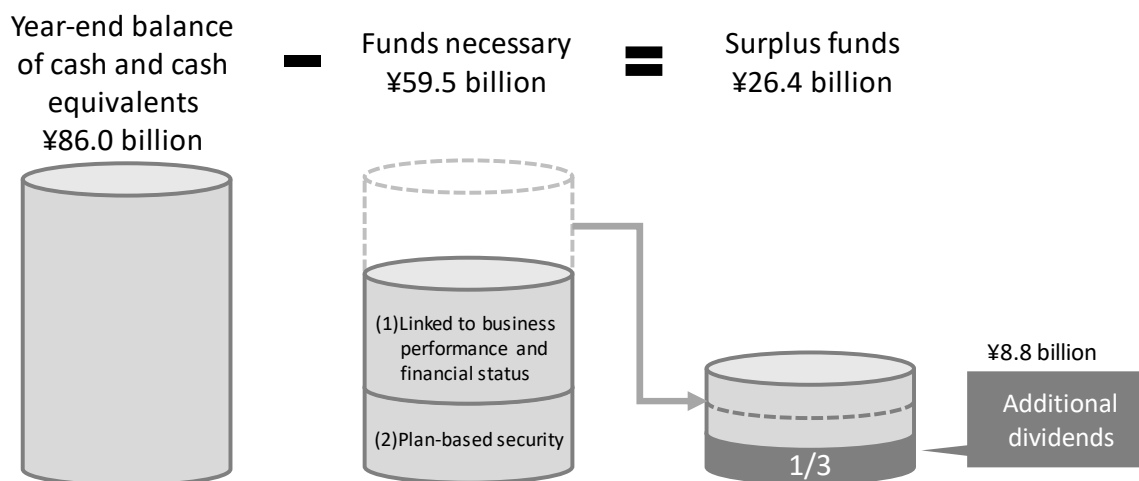 Year-end balance
of cash and cash
equivalents
¥86.0 billion
Funds necessary
¥59.5 billion
Surplus funds
¥26.4 billion
(1)Linked to business
performance and
financial status
(2)Plan-based security
1/3
¥8.8 billion
Additional
dividends